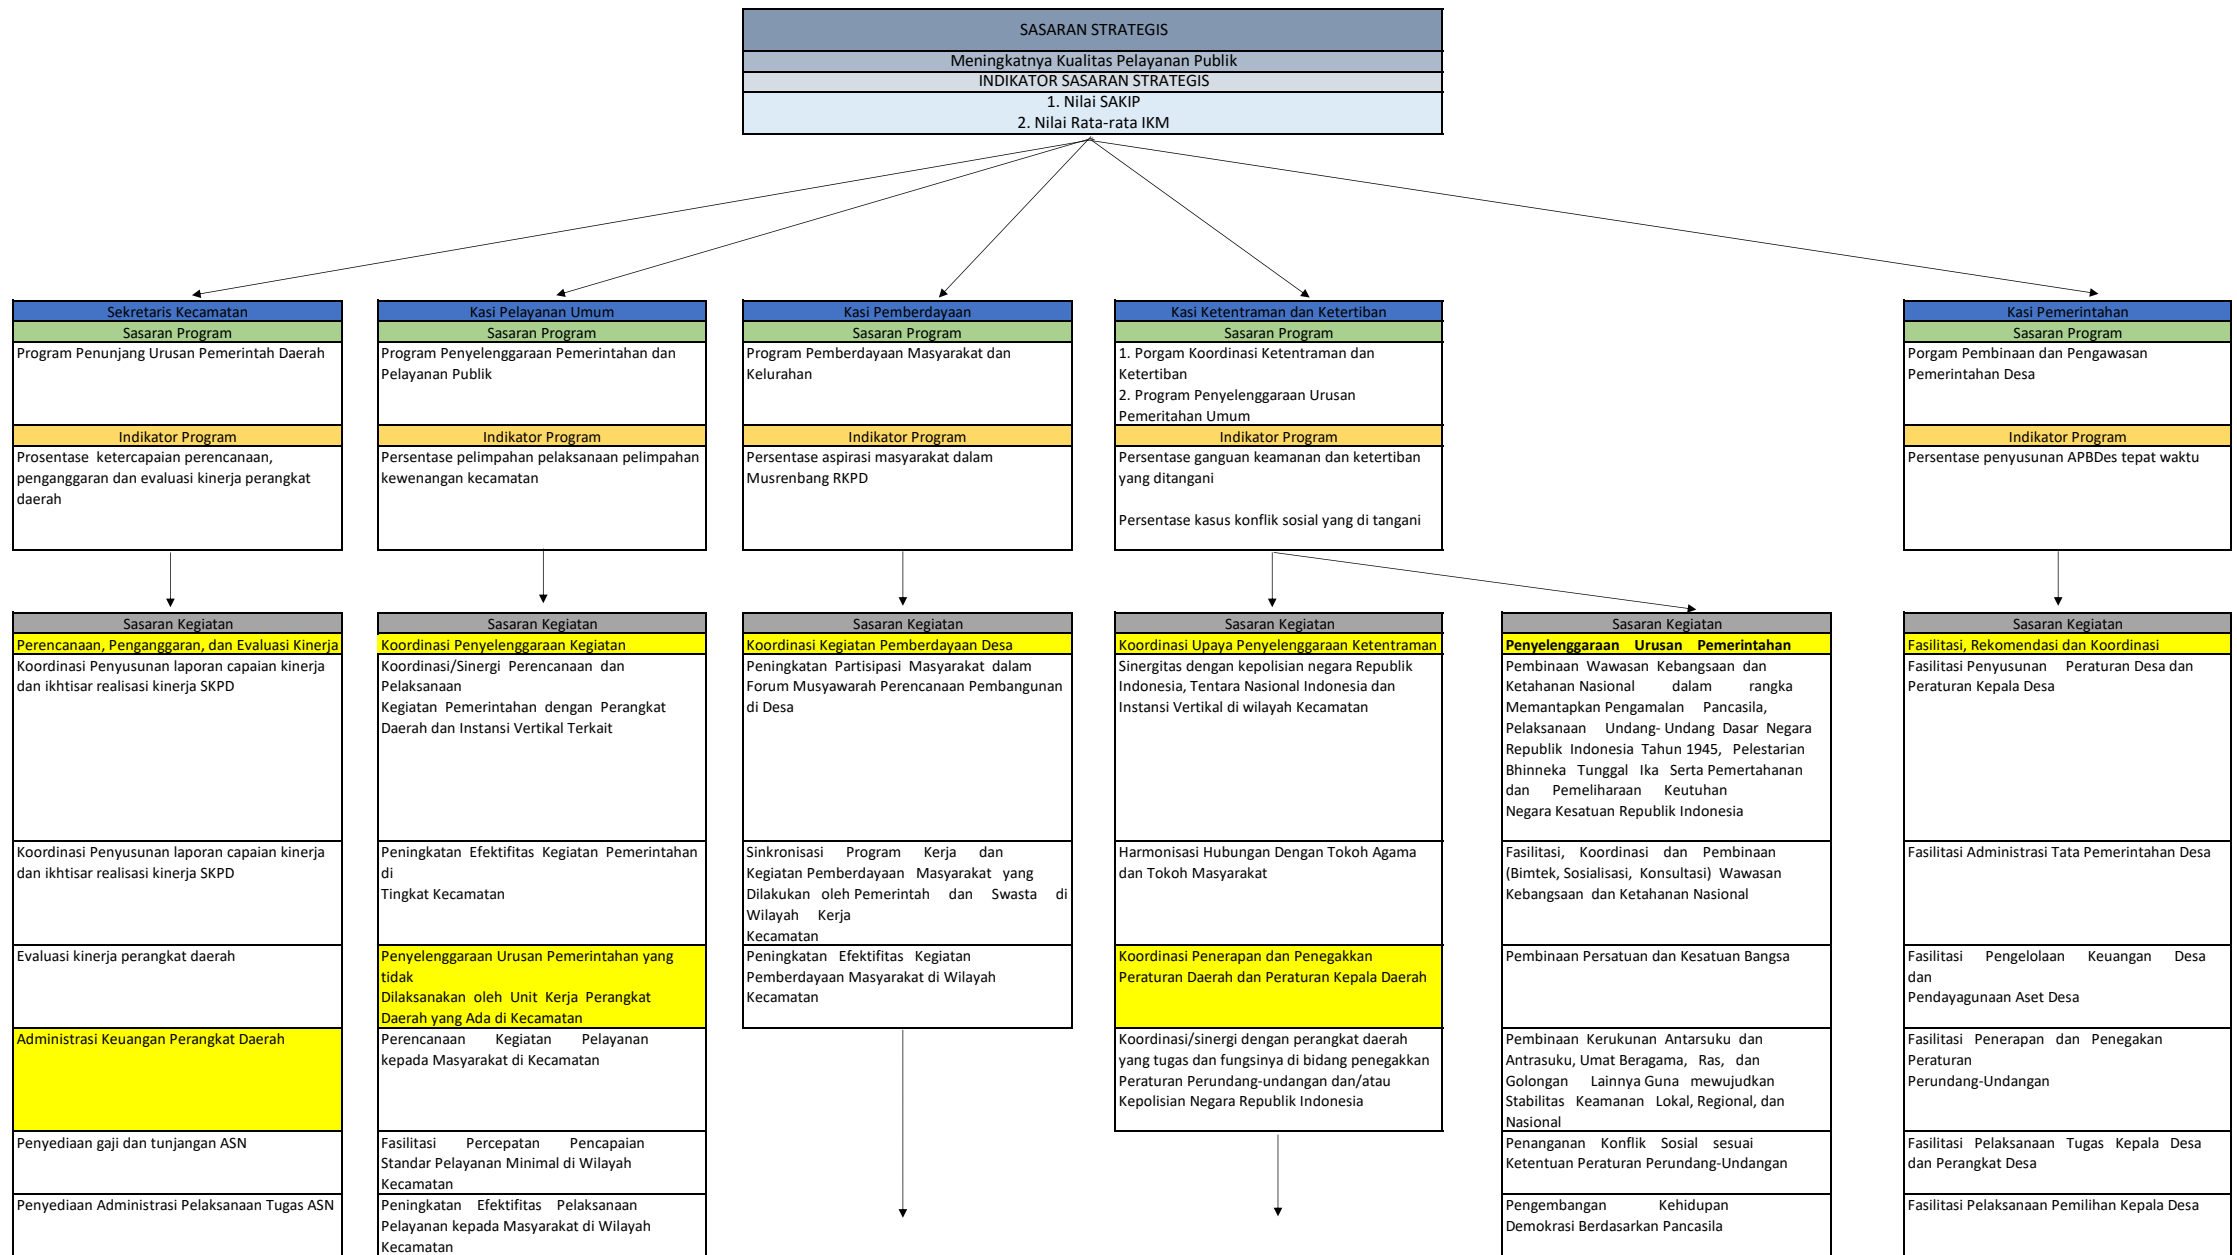 SASARAN STRATEGIS
Meningkatnya Kualitas Pelayanan Publik
INDIKATOR SASARAN STRATEGIS
1. Nilai SAKIP
2. Nilai Rata-rata IKM
Sekretaris Kecamatan
Sasaran Program
Program Penunjang Urusan Pemerintah Daerah
Indikator Program
Prosentase ketercapaian perencanaan,
penganggaran dan evaluasi kinerja perangkat
daerah
Kasi Pelayanan Umum
Sasaran Program
Program Penyelenggaraan Pemerintahan dan
Pelayanan Publik
Indikator Program
Persentase pelimpahan pelaksanaan pelimpahan
kewenangan kecamatan
Kasi Pemberdayaan
Sasaran Program
Program Pemberdayaan Masyarakat dan
Kelurahan
Indikator Program
Persentase aspirasi masyarakat dalam
Musrenbang RKPD
Kasi Ketentraman dan Ketertiban
Sasaran Program
1. Porgam Koordinasi Ketentraman dan
Ketertiban
2. Program Penyelenggaraan Urusan
Pemeritahan Umum
Indikator Program
Persentase ganguan keamanan dan ketertiban
yang ditangani
Persentase kasus konflik sosial yang di tangani
Kasi Pemerintahan
Sasaran Program
Porgam Pembinaan dan Pengawasan
Pemerintahan Desa
Indikator Program
Persentase penyusunan APBDes tepat waktu
Sasaran Kegiatan
Perencanaan, Penganggaran, dan Evaluasi Kinerja
Koordinasi Penyusunan laporan capaian kinerja
dan ikhtisar realisasi kinerja SKPD
Koordinasi Penyusunan laporan capaian kinerja
dan ikhtisar realisasi kinerja SKPD
Evaluasi kinerja perangkat daerah
Administrasi Keuangan Perangkat Daerah
Penyediaan gaji dan tunjangan ASN
Penyediaan Administrasi Pelaksanaan Tugas ASN
Sasaran Kegiatan
Koordinasi Penyelenggaraan Kegiatan
Koordinasi/Sinergi Perencanaan dan
Pelaksanaan
Kegiatan Pemerintahan dengan Perangkat
Daerah dan Instansi Vertikal Terkait
Peningkatan Efektifitas Kegiatan Pemerintahan
di
Tingkat Kecamatan
Penyelenggaraan Urusan Pemerintahan yang
tidak
Dilaksanakan oleh Unit Kerja Perangkat
Daerah yang Ada di Kecamatan
Perencanaan Kegiatan Pelayanan
kepada Masyarakat di Kecamatan
Fasilitasi Percepatan Pencapaian
Standar Pelayanan Minimal di Wilayah
Kecamatan
Peningkatan Efektifitas Pelaksanaan
Pelayanan kepada Masyarakat di Wilayah
Kecamatan
Sasaran Kegiatan
Koordinasi Kegiatan Pemberdayaan Desa
Peningkatan Partisipasi Masyarakat dalam
Forum Musyawarah Perencanaan Pembangunan
di Desa
Sinkronisasi Program Kerja dan
Kegiatan Pemberdayaan Masyarakat yang
Dilakukan oleh Pemerintah dan Swasta di
Wilayah Kerja
Kecamatan
Peningkatan Efektifitas Kegiatan
Pemberdayaan Masyarakat di Wilayah
Kecamatan
Sasaran Kegiatan
Koordinasi Upaya Penyelenggaraan Ketentraman
Sinergitas dengan kepolisian negara Republik
Indonesia, Tentara Nasional Indonesia dan
Instansi Vertikal di wilayah Kecamatan
Harmonisasi Hubungan Dengan Tokoh Agama
dan Tokoh Masyarakat
Koordinasi Penerapan dan Penegakkan
Peraturan Daerah dan Peraturan Kepala Daerah
Koordinasi/sinergi dengan perangkat daerah
yang tugas dan fungsinya di bidang penegakkan
Peraturan Perundang-undangan dan/atau
Kepolisian Negara Republik Indonesia
Sasaran Kegiatan
Penyelenggaraan Urusan Pemerintahan
Pembinaan Wawasan Kebangsaan dan
Ketahanan Nasional dalam rangka
Memantapkan Pengamalan Pancasila,
Pelaksanaan Undang- Undang Dasar Negara
Republik Indonesia Tahun 1945, Pelestarian
Bhinneka Tunggal Ika Serta Pemertahanan
dan Pemeliharaan Keutuhan
Negara Kesatuan Republik Indonesia
Fasilitasi, Koordinasi dan Pembinaan
(Bimtek, Sosialisasi, Konsultasi) Wawasan
Kebangsaan dan Ketahanan Nasional
Pembinaan Persatuan dan Kesatuan Bangsa
Pembinaan Kerukunan Antarsuku dan
Antrasuku, Umat Beragama, Ras, dan
Golongan Lainnya Guna mewujudkan
Stabilitas Keamanan Lokal, Regional, dan
Nasional
Penanganan Konflik Sosial sesuai
Ketentuan Peraturan Perundang-Undangan
Pengembangan Kehidupan
Demokrasi Berdasarkan Pancasila
Sasaran Kegiatan
Fasilitasi, Rekomendasi dan Koordinasi
Fasilitasi Penyusunan Peraturan Desa dan
Peraturan Kepala Desa
Fasilitasi Administrasi Tata Pemerintahan Desa
Fasilitasi Pengelolaan Keuangan Desa
dan
Pendayagunaan Aset Desa
Fasilitasi Penerapan dan Penegakan
Peraturan
Perundang-Undangan
Fasilitasi Pelaksanaan Tugas Kepala Desa
dan Perangkat Desa
Fasilitasi Pelaksanaan Pemilihan Kepala Desa